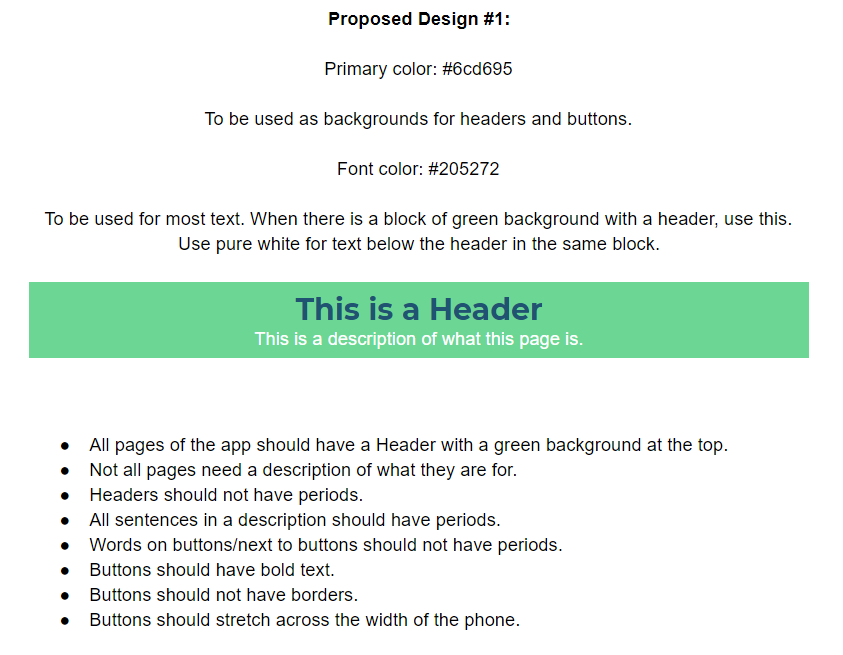 Proposed Design #1:
Primary color: #6cd695
To be used as backgrounds for headers and buttons.
Font color: #205272
To be used for most text. When there is a block of green background with a header, use this.
Use pure white for text below the header in the same block.
This is a Header
This is a description of what this page is.
● All pages of the app should have a Header with a green background at the top.
● Not all pages need a description of what they are for.
● Headers should not have periods.
● All sentences in a description should have periods.
● Words on buttons/next to buttons should not have periods.
● Buttons should have bold text.
● Buttons should not have borders.
● Buttons should stretch across the width of the phone.